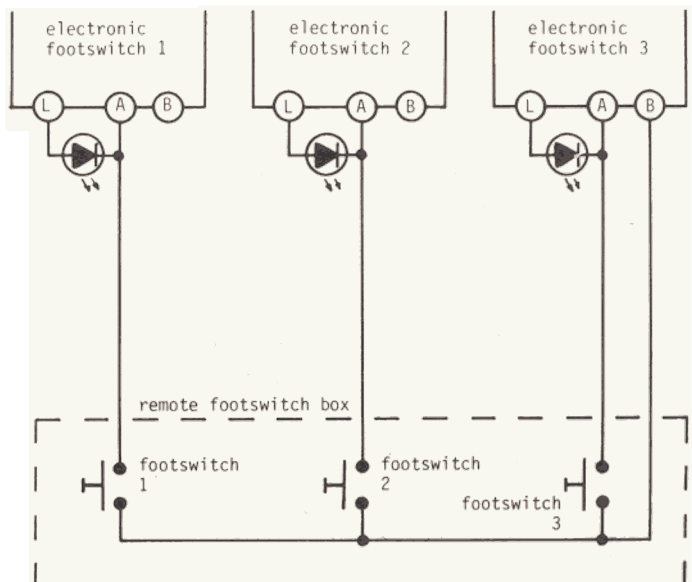 electronic
footswitch 1
electronic
footswitch 2
electronic
footswitch 3
L
A
B
L
A
B
L
A
B
remote footswitch box
footswitch
1
footswitch
2
footswitch
3